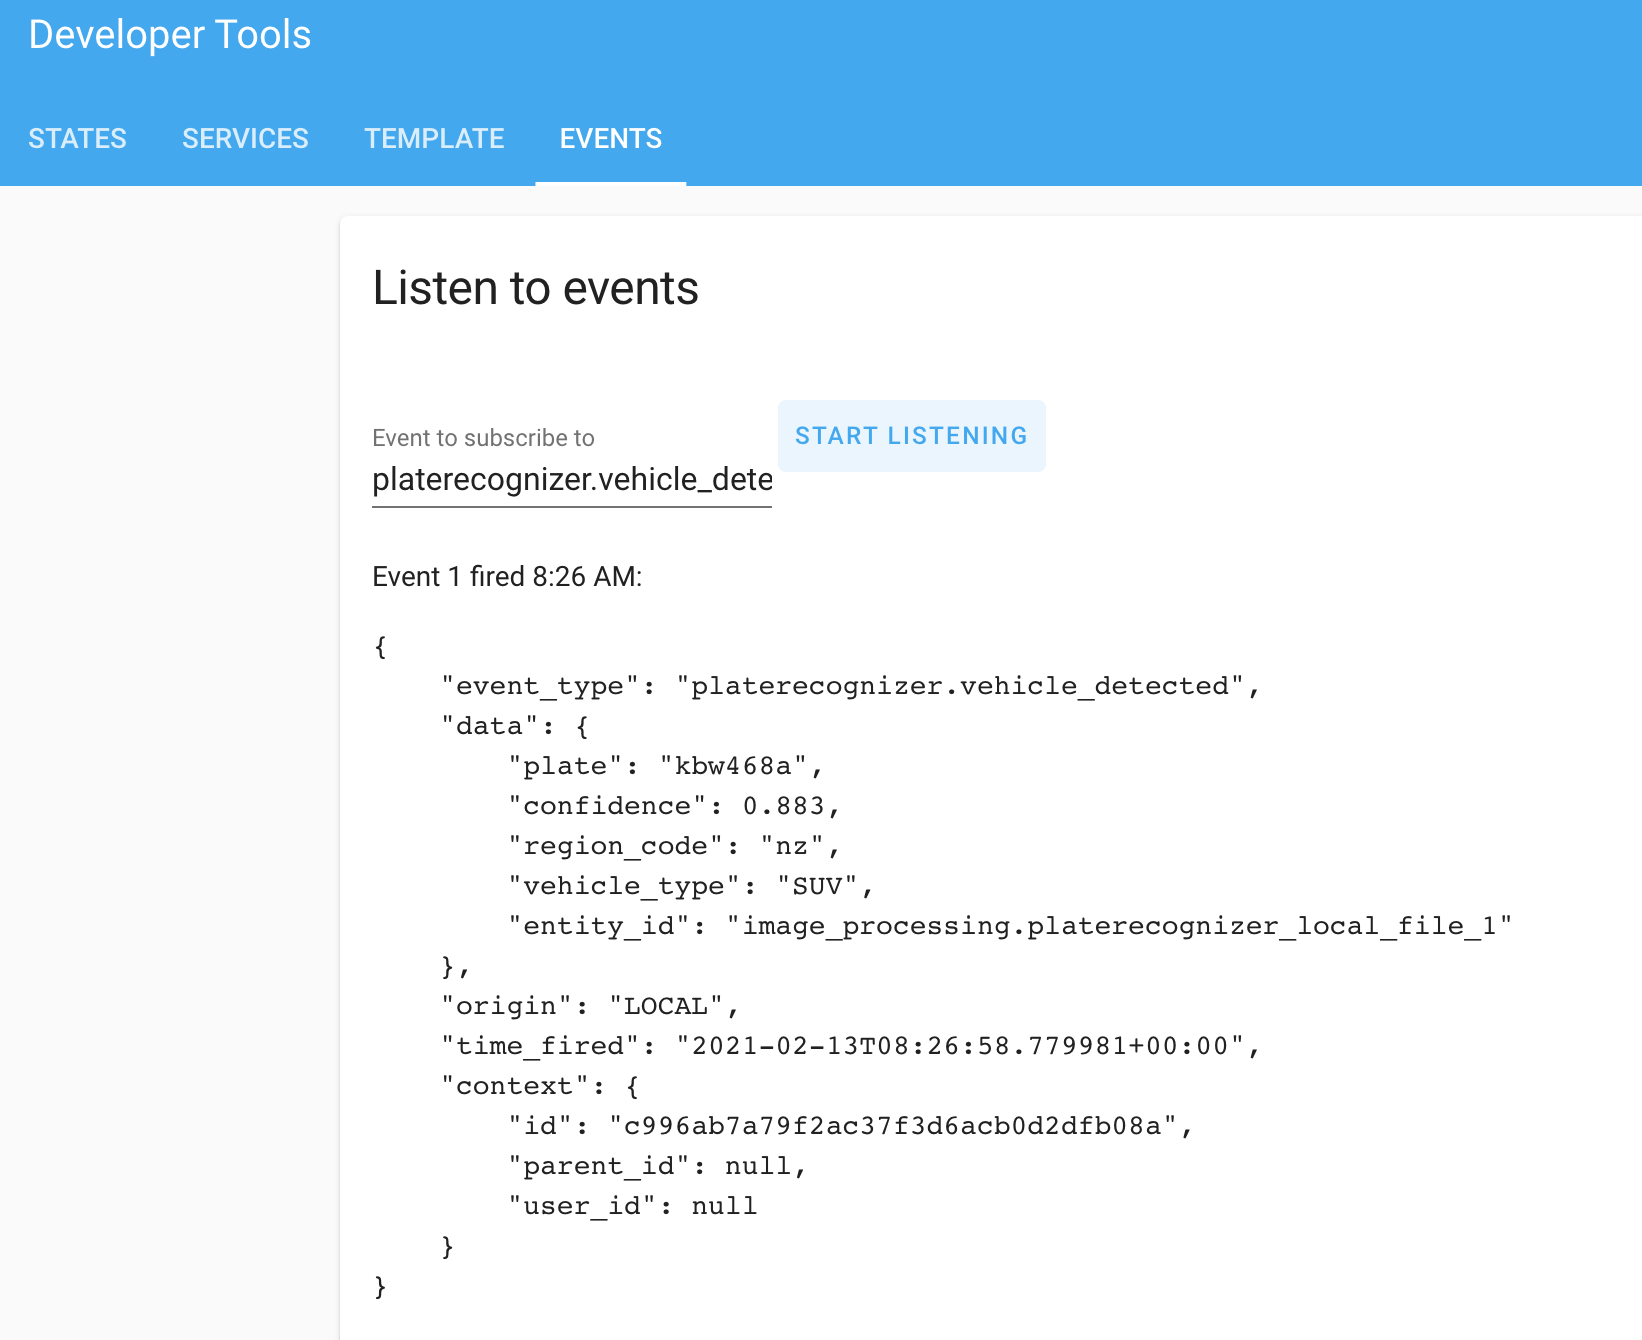 Developer Tools
STATES SERVICES TEMPLATE EVENTS
Listen to events
START LISTENING
Event to subscribe to
platerecognizer.vehicle_dete
Event 1 fired 8:26 AM:
{
    "event_type": "platerecognizer.vehicle_detected",
    "data": {
        "plate": "kbw468a",
        "confidence": 0.883,
        "region_code": "nz",
        "vehicle_type": "SUV",
        "entity_id": "image_processing.platerecognizer_local_file_1"
    },
    "origin": "LOCAL",
    "time_fired": "2021-02-13T08:26:58.779981+00:00",
    "context": {
        "id": "c996ab7a79f2ac37f3d6acb0d2dfb08a",
        "parent_id": null,
        "user_id": null
    }
}